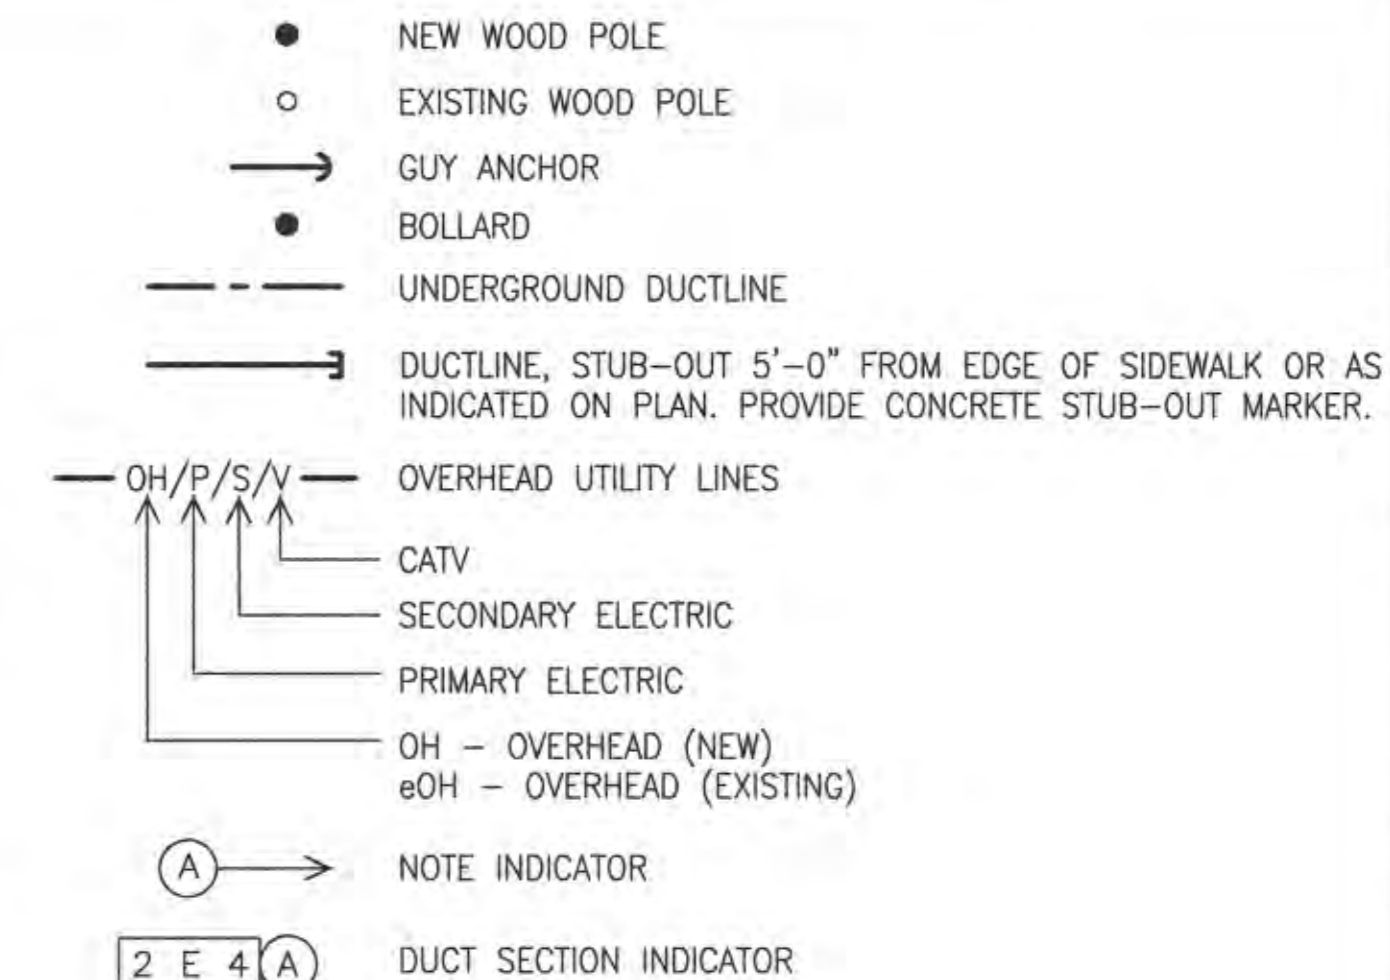 NEW WOOD POLE
EXISTING WOOD POLE
GUY ANCHOR
BOLLARD
UNDERGROUND DUCTLINE
DUCTLINE, STUB-OUT 5'-0" FROM EDGE OF SIDEWALK OR AS
INDICATED ON PLAN. PROVIDE CONCRETE STUB-OUT MARKER.
OH/P/S/V OVERHEAD UTILITY LINES
CATV
SECONDARY ELECTRIC
PRIMARY ELECTRIC
OH - OVERHEAD (NEW)
eOH - OVERHEAD (EXISTING)
A NOTE INDICATOR
2 E 4 A DUCT SECTION INDICATOR